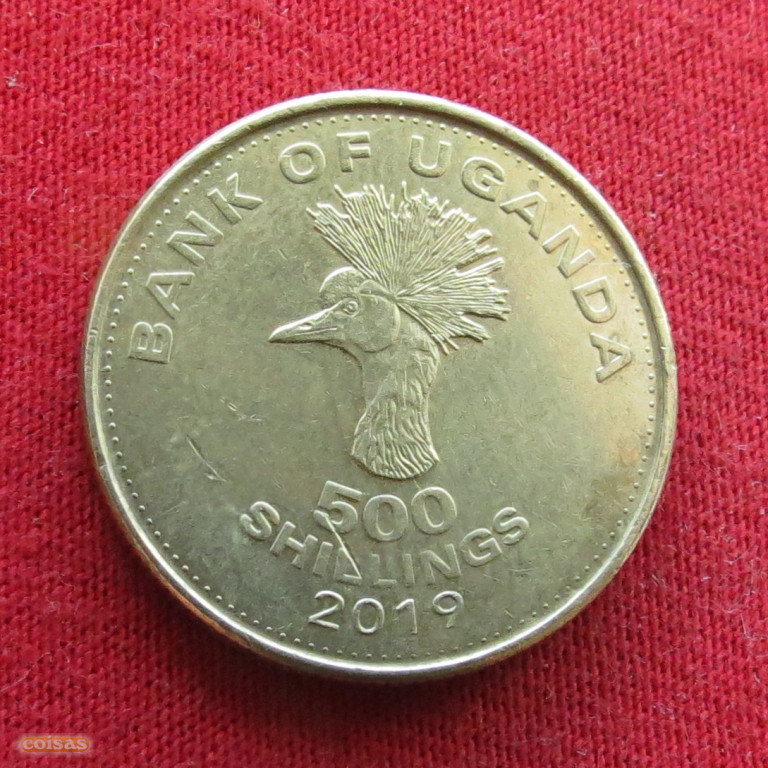 BANK OF UGANDA
500
SHILLINGS
2019
coisas